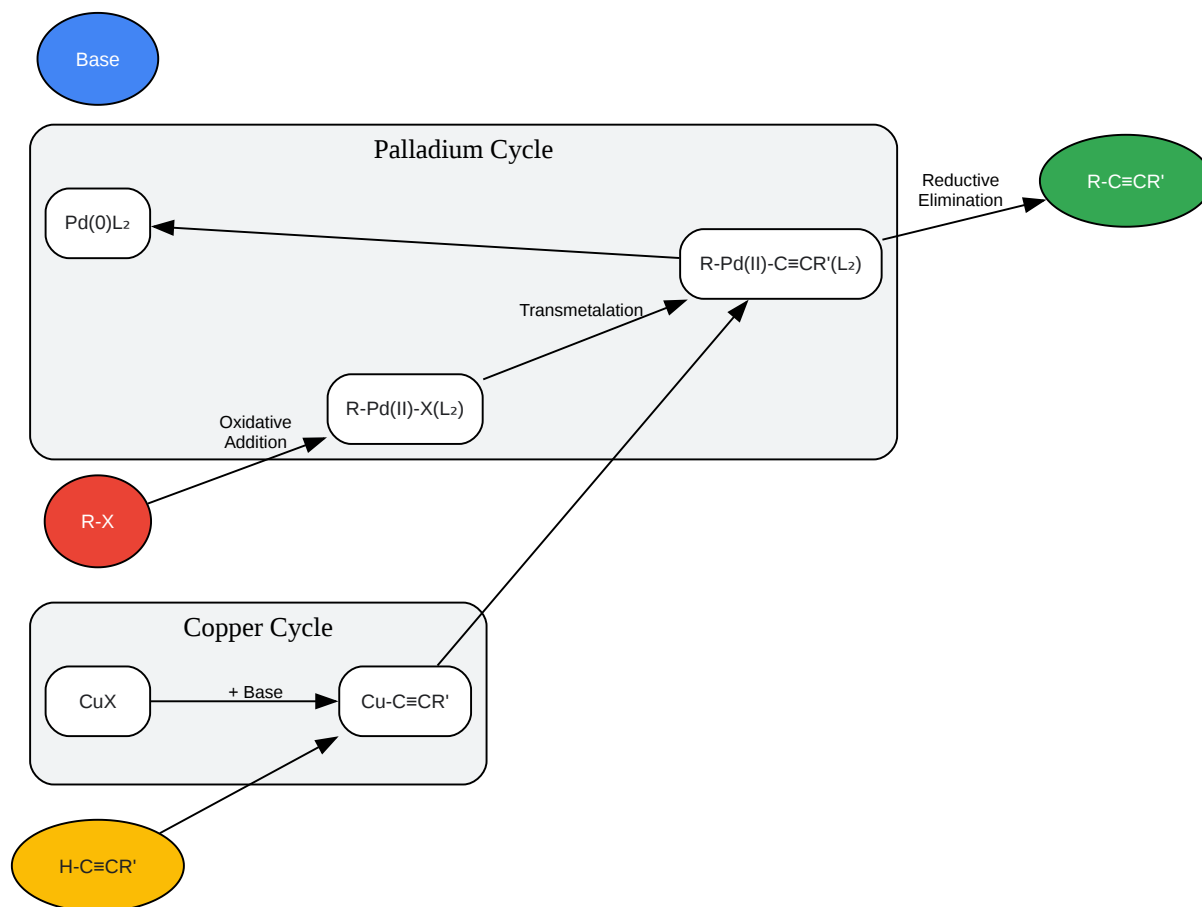 Base
Palladium Cycle
Pd(0)L₂
Reductive
Elimination
R-C≡CR'
R-Pd(II)-C≡CR'(L₂)
Transmetalation
R-Pd(II)-X(L₂)
Oxidative
Addition
R-X
Copper Cycle
CuX
+ Base
Cu-C≡CR'
H-C≡CR'